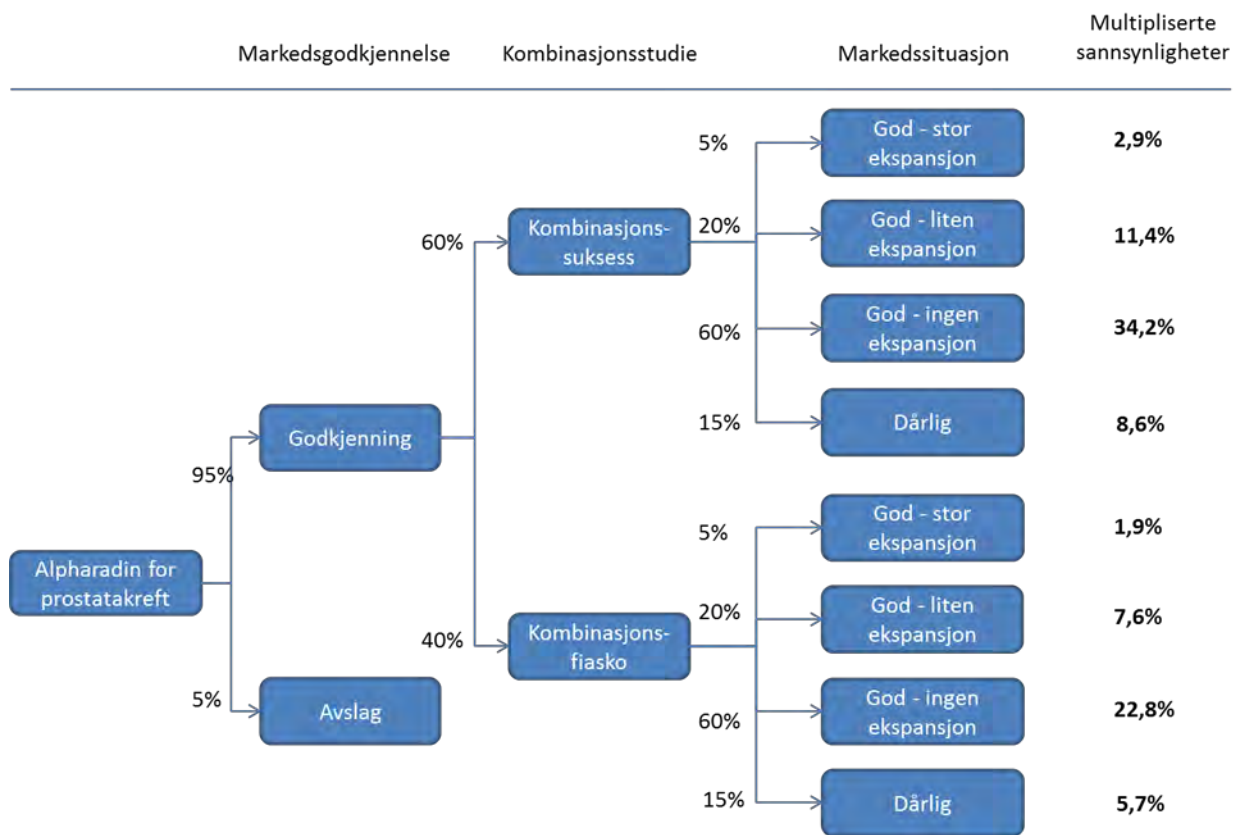 Markedsgodkjennelse
Kombinasjonsstudie
Markedssituasjon
Multipliserte
sannsynligheter
5%
God - stor
ekspansjon
2,9%
60%
Kombinasjons-
suksess
20%
God - liten
ekspansjon
11,4%
60%
God - ingen
ekspansjon
34,2%
15%
Dårlig
8,6%
95%
Godkjenning
5%
God - stor
ekspansjon
1,9%
Alpharadin for
prostatakreft
40%
Kombinasjons-
fiasko
20%
God - liten
ekspansjon
7,6%
5%
Avslag
60%
God - ingen
ekspansjon
22,8%
15%
Dårlig
5,7%